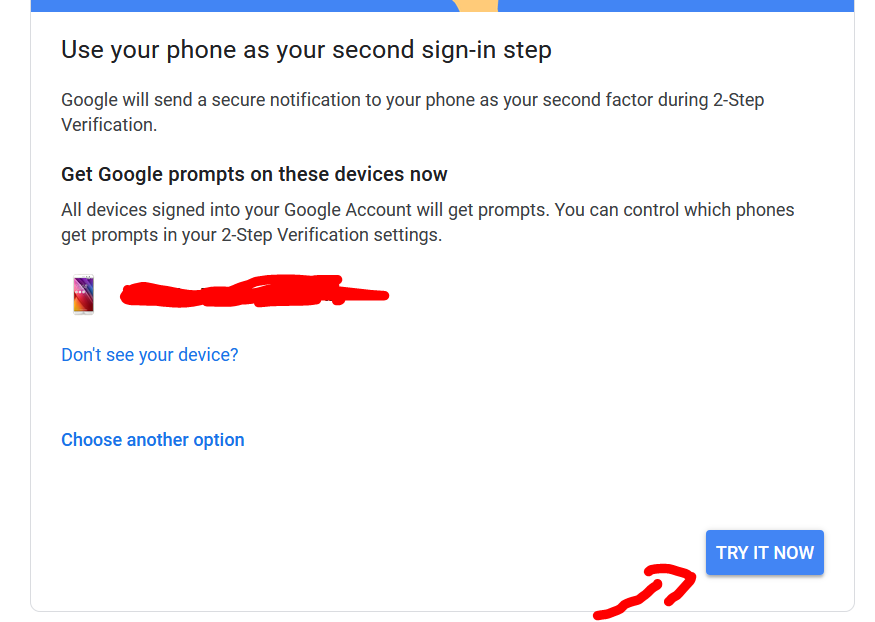 Use your phone as your second sign-in step
Google will send a secure notification to your phone as your second factor during 2-Step
Verification.
Get Google prompts on these devices now
All devices signed into your Google Account will get prompts. You can control which phones
get prompts in your 2-Step Verification settings.
Don't see your device?
Choose another option
TRY IT NOW